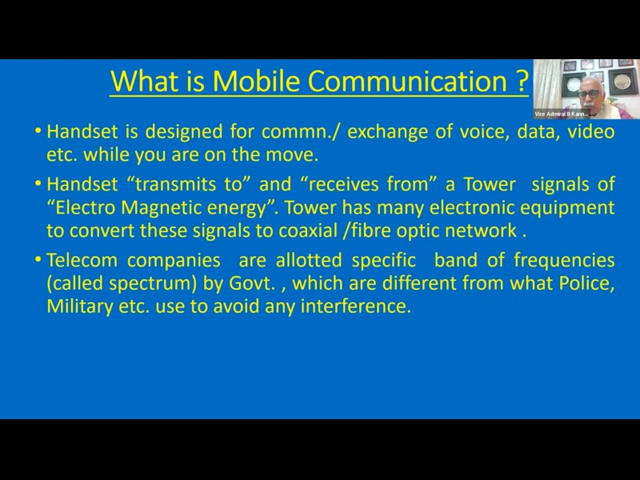 What is Mobile Communication ?
• Handset is designed for commn./ exchange of voice, data, video
etc. while you are on the move.
• Handset “transmits to” and “receives from” a Tower signals of
“Electro Magnetic energy”. Tower has many electronic equipment
to convert these signals to coaxial /fibre optic network .
• Telecom companies are allotted specific band of frequencies
(called spectrum) by Govt. , which are different from what Police,
Military etc. use to avoid any interference.
Vice Admiral B Kann...